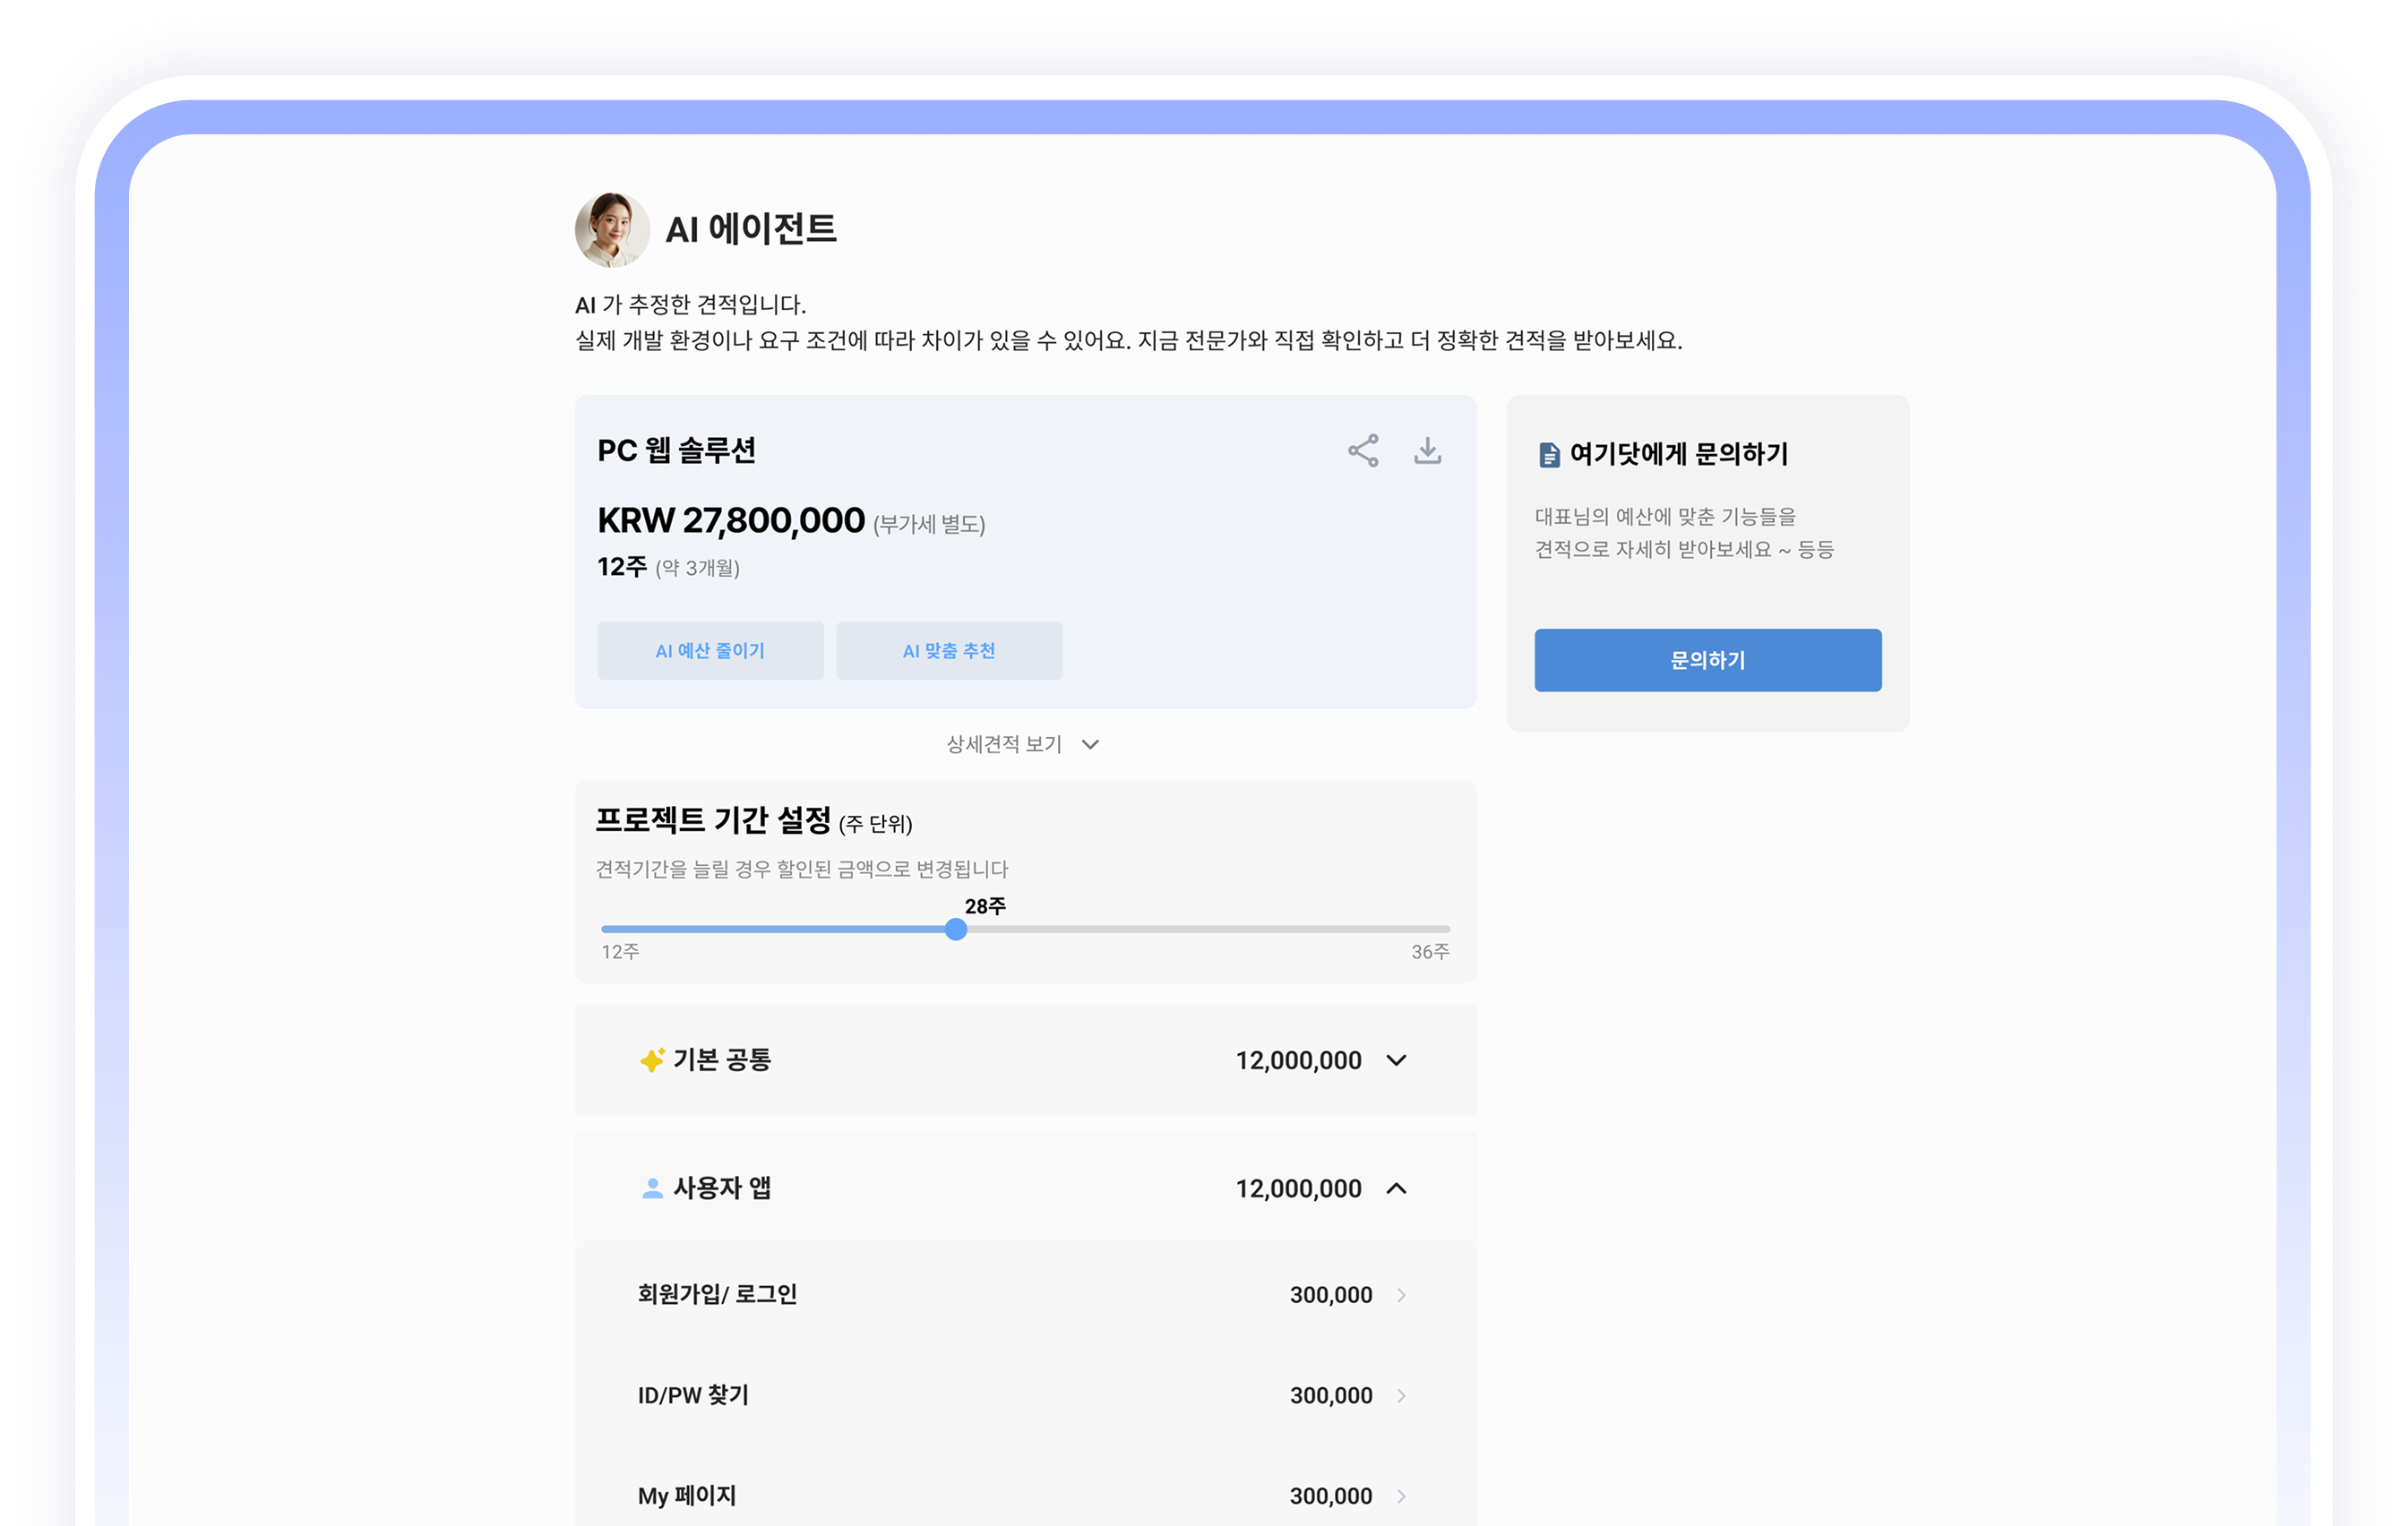 AI 에이전트
AI 가 추정한 견적입니다.
실제 개발 환경이나 요구 조건에 따라 차이가 있을 수 있어요. 지금 전문가와 직접 확인하고 더 정확한 견적을 받아보세요.
PC 웹 솔루션
KRW 27,800,000 (부가세 별도)
12주 (약 3개월)
AI 예산 줄이기
AI 맞춤 추천
여기닷에게 문의하기
대표님의 예산에 맞춘 기능들을
견적으로 자세히 받아보세요 ~ 등등
문의하기
상세견적 보기
프로젝트 기간 설정 (주 단위)
견적기간을 늘릴 경우 할인된 금액으로 변경됩니다
28주
12주
36주
기본 공통 12,000,000
사용자 앱 12,000,000
회원가입/ 로그인 300,000
ID/PW 찾기 300,000
My 페이지 300,000